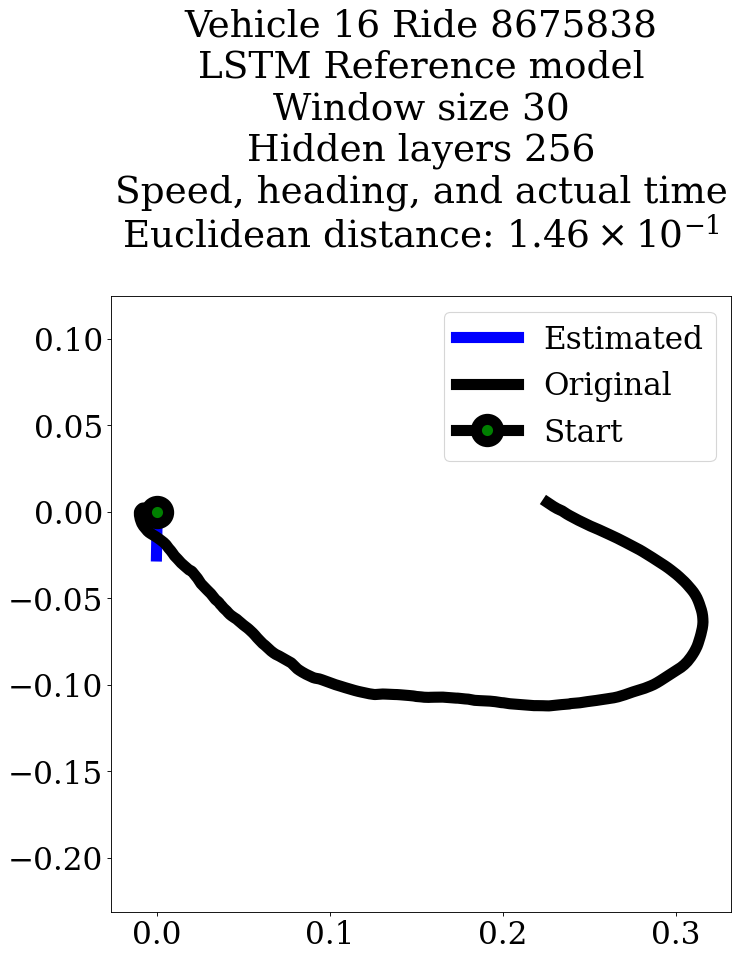 Vehicle 16 Ride 8675838
LSTM Reference model
Window size 30
Hidden layers 256
Speed, heading, and actual time
Euclidean distance: 1.46 × 10⁻¹
Estimated
Original
Start
0.10
0.05
0.00
−0.05
−0.10
−0.15
−0.20
0.0 0.1 0.2 0.3